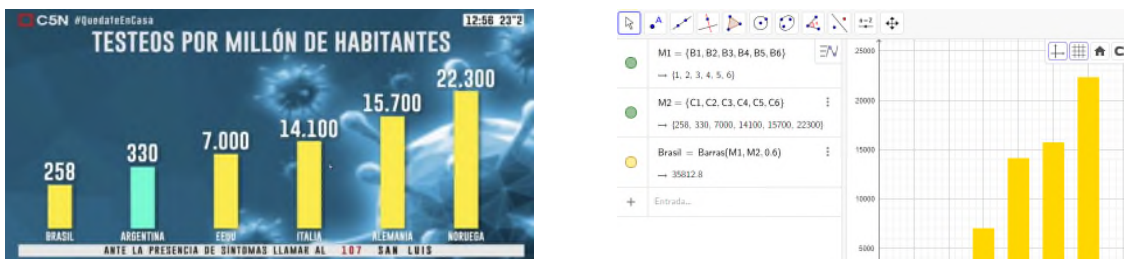 C5N #QuedateEnCasa 12:56 23°2
TESTEOS POR MILLÓN DE HABITANTES
258
330
7.000
14.100
15.700
22.300
BRASIL
ARGENTINA
EEUU
ITALIA
ALEMANIA
NORUEGA
ANTE LA PRESENCIA DE SÍNTOMAS LLAMAR AL 107 SAN LUIS
A
a=2
M1 = {B1, B2, B3, B4, B5, B6}
→ {1, 2, 3, 4, 5, 6}
M2 = {C1, C2, C3, C4, C5, C6}
→ {258, 330, 7000, 14100, 15700, 22300}
Brasil = Barras(M1, M2, 0.6)
→ 35812.8
Entrada...
25000
20000
15000
10000
5000